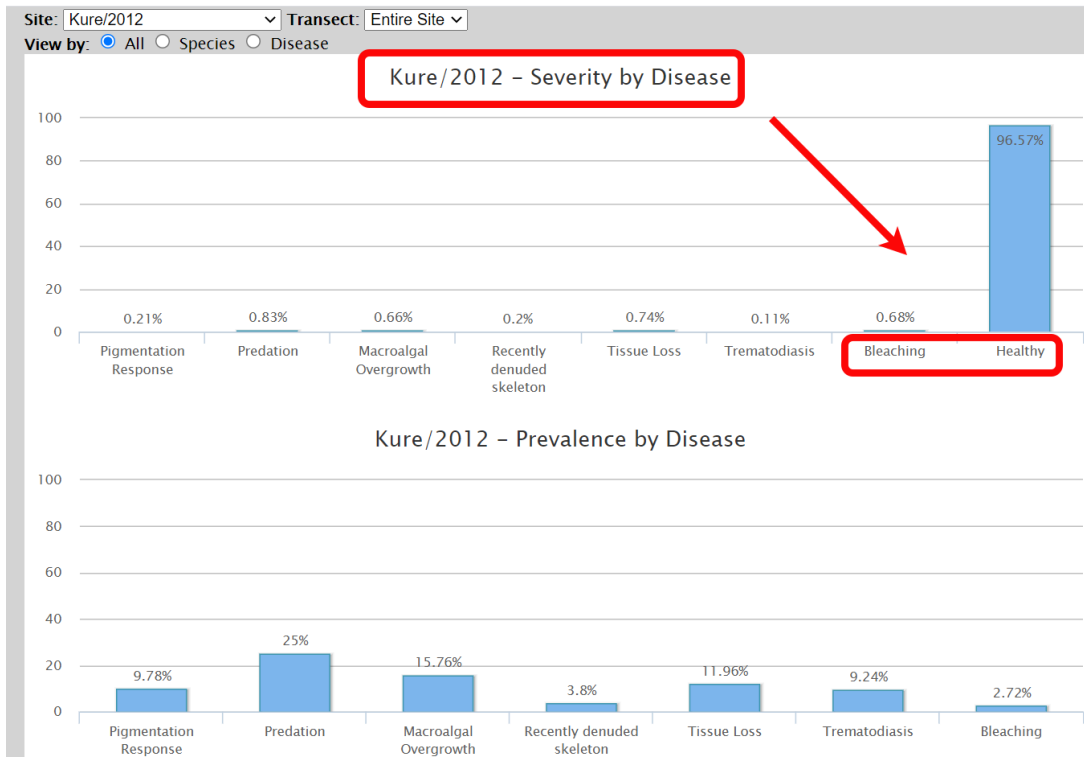 Site: Kure/2012 Transect: Entire Site
View by: All Species Disease
Kure/2012 – Severity by Disease
100
80
60
40
20
0
0.21% 0.83% 0.66% 0.2% 0.74% 0.11% 0.68% 96.57%
Pigmentation Predation Macroalgal Recently Tissue Loss Trematodiasis Bleaching Healthy
Response Overgrowth denuded
skeleton
Kure/2012 – Prevalence by Disease
100
80
60
40
20
0
9.78% 25% 15.76% 3.8% 11.96% 9.24% 2.72%
Pigmentation Predation Macroalgal Recently denuded Tissue Loss Trematodiasis Bleaching
Response Overgrowth skeleton